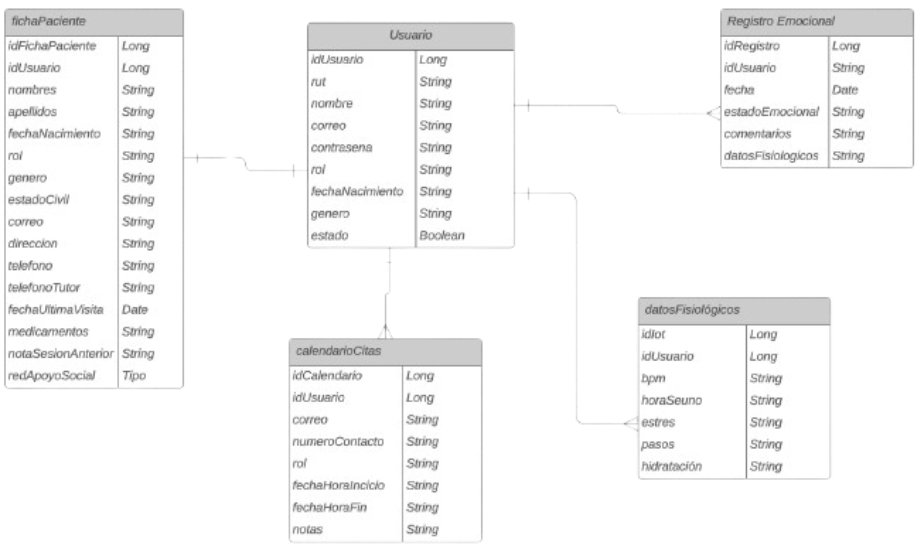 fichaPaciente
idFichaPaciente Long
idUsuario Long
nombres String
apellidos String
fechaNacimiento String
rol String
genero String
estadoCivil String
correo String
direccion String
telefono String
telefonoTutor String
fechaUltimaVisita Date
medicamentos String
notaSesionAnterior String
redApoyoSocial Tipo
Usuario
idUsuario Long
rut String
nombre String
correo String
contrasena String
rol String
fechaNacimiento String
genero String
estado Boolean
Registro Emocional
idRegistro Long
idUsuario String
fecha Date
estadoEmocional String
comentarios String
datosFisiologicos String
calendarioCitas
idCalendario Long
idUsuario Long
correo String
numeroContacto String
rol String
fechaHoraIncicio String
fechaHoraFin String
notas String
datosFisiológicos
idIot Long
idUsuario Long
bpm String
horaSeuno String
estres String
pasos String
hidratación String